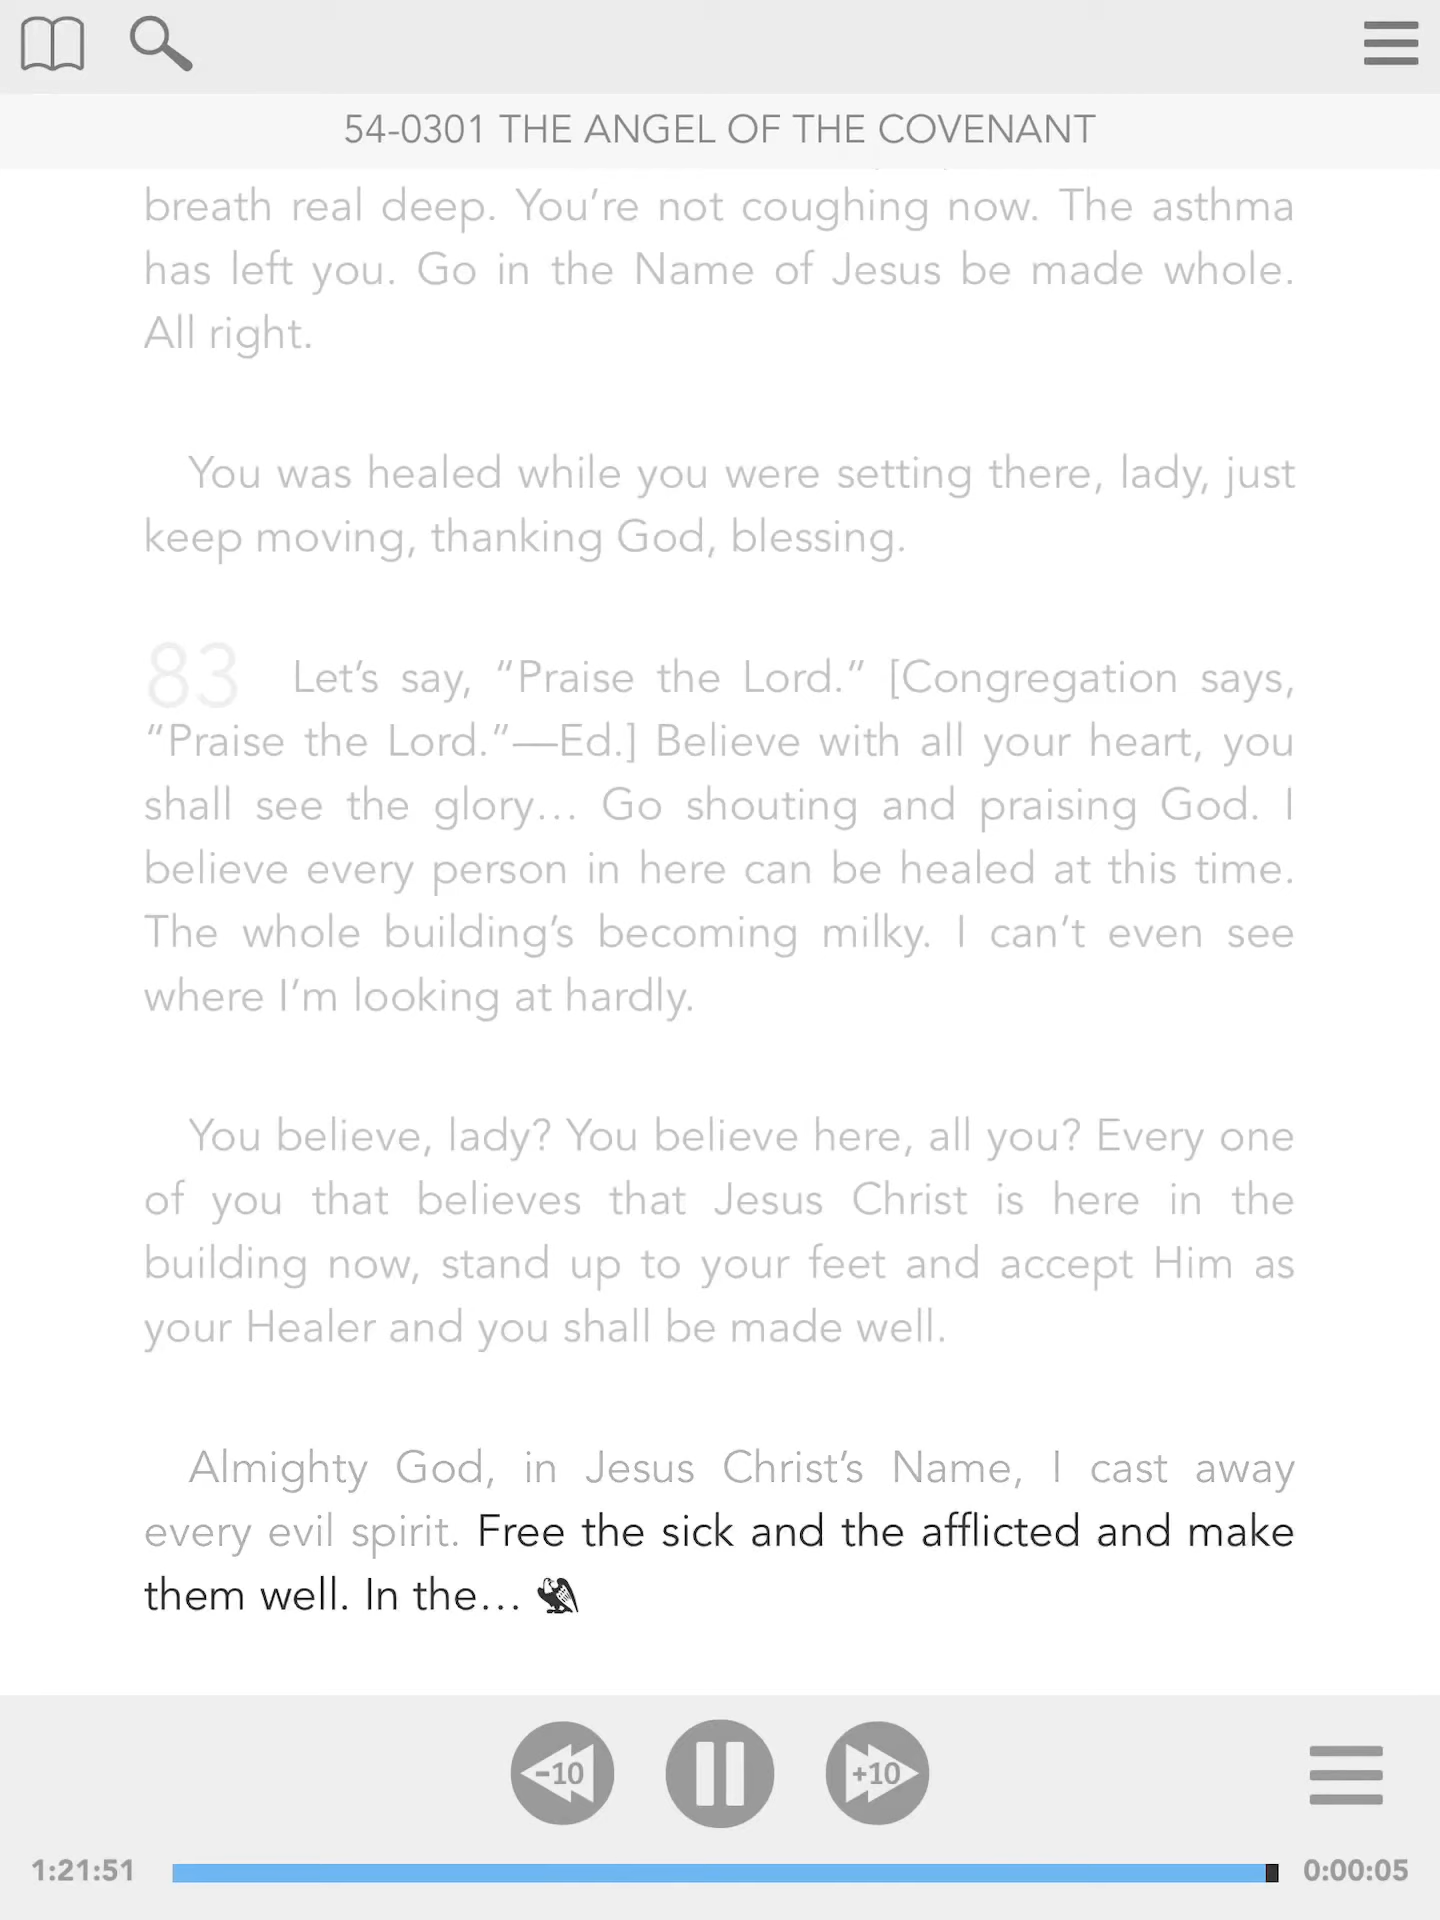 54-0301 THE ANGEL OF THE COVENANT
breath real deep. You’re not coughing now. The asthma
has left you. Go in the Name of Jesus be made whole.
All right.
You was healed while you were setting there, lady, just
keep moving, thanking God, blessing.
83 Let’s say, “Praise the Lord.” [Congregation says,
“Praise the Lord.”—Ed.] Believe with all your heart, you
shall see the glory… Go shouting and praising God. I
believe every person in here can be healed at this time.
The whole building’s becoming milky. I can’t even see
where I’m looking at hardly.
You believe, lady? You believe here, all you? Every one
of you that believes that Jesus Christ is here in the
building now, stand up to your feet and accept Him as
your Healer and you shall be made well.
Almighty God, in Jesus Christ’s Name, I cast away
every evil spirit. Free the sick and the afflicted and make
them well. In the…
-10 +10
1:21:51 0:00:05